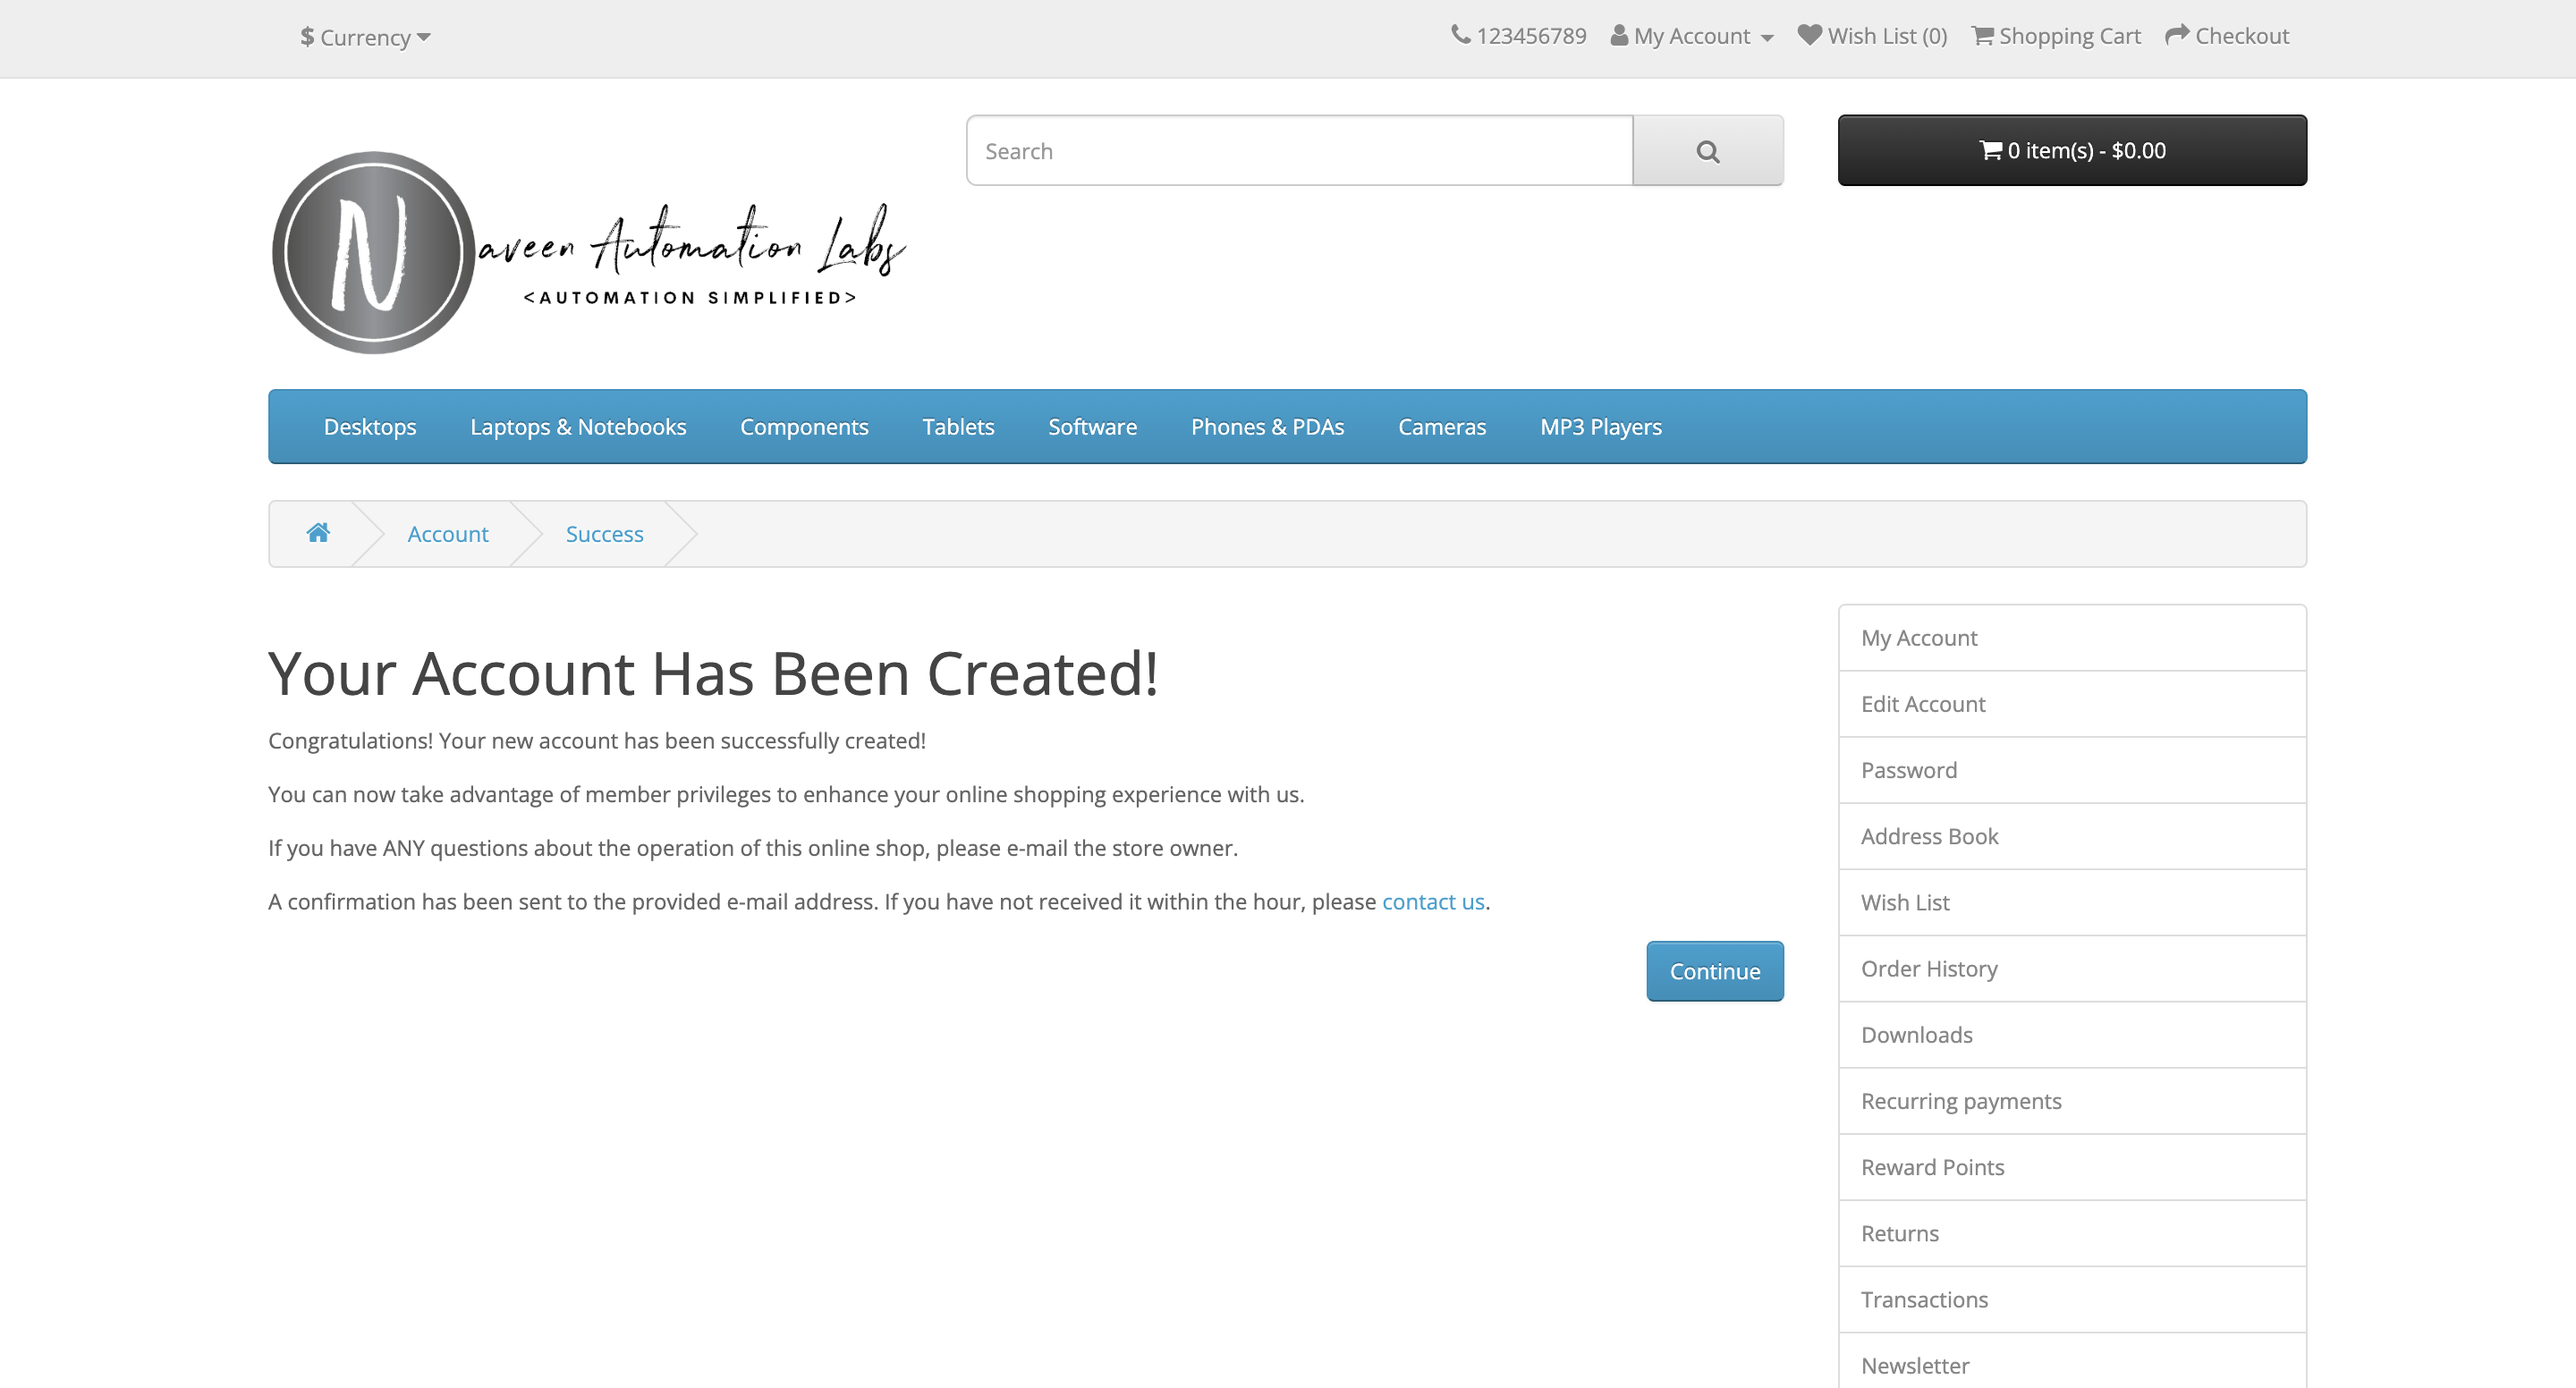 $ Currency
123456789 My Account Wish List (0) Shopping Cart Checkout
Search
0 item(s) - $0.00
Naveen Automation Labs
<AUTOMATION SIMPLIFIED>
Desktops Laptops & Notebooks Components Tablets Software Phones & PDAs Cameras MP3 Players
Account Success
Your Account Has Been Created!
Congratulations! Your new account has been successfully created!
You can now take advantage of member privileges to enhance your online shopping experience with us.
If you have ANY questions about the operation of this online shop, please e-mail the store owner.
A confirmation has been sent to the provided e-mail address. If you have not received it within the hour, please contact us.
Continue
My Account
Edit Account
Password
Address Book
Wish List
Order History
Downloads
Recurring payments
Reward Points
Returns
Transactions
Newsletter